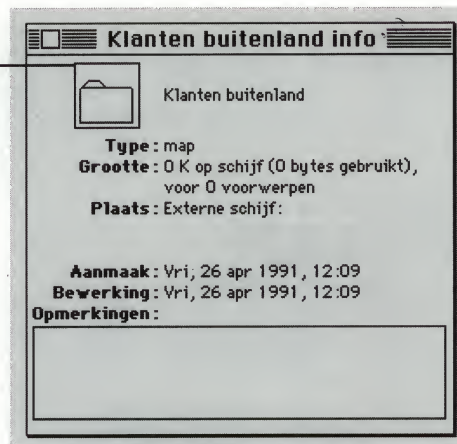 Klanten buitenland info
Klanten buitenland
Type: map
Grootte: 0 K op schijf (0 bytes gebruikt),
voor 0 voorwerpen
Plaats: Externe schijf:
Aanmaak: Vri, 26 apr 1991, 12:09
Bewerking: Vri, 26 apr 1991, 12:09
Opmerkingen: